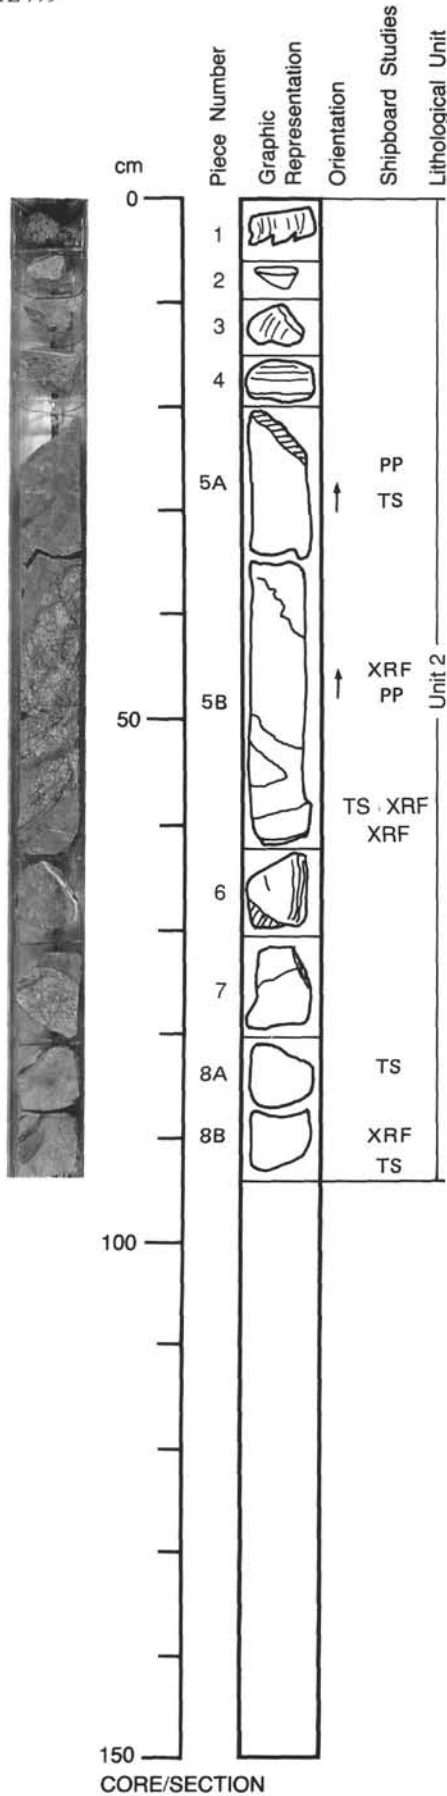 cm
Piece Number
Graphic Representation
Orientation
Shipboard Studies
Lithological Unit
0
1
2
3
4
5A
PP
TS
5B
XRF
PP
50
Unit 2
TS XRF
XRF
6
7
8A
TS
8B
XRF
TS
100
150
CORE/SECTION